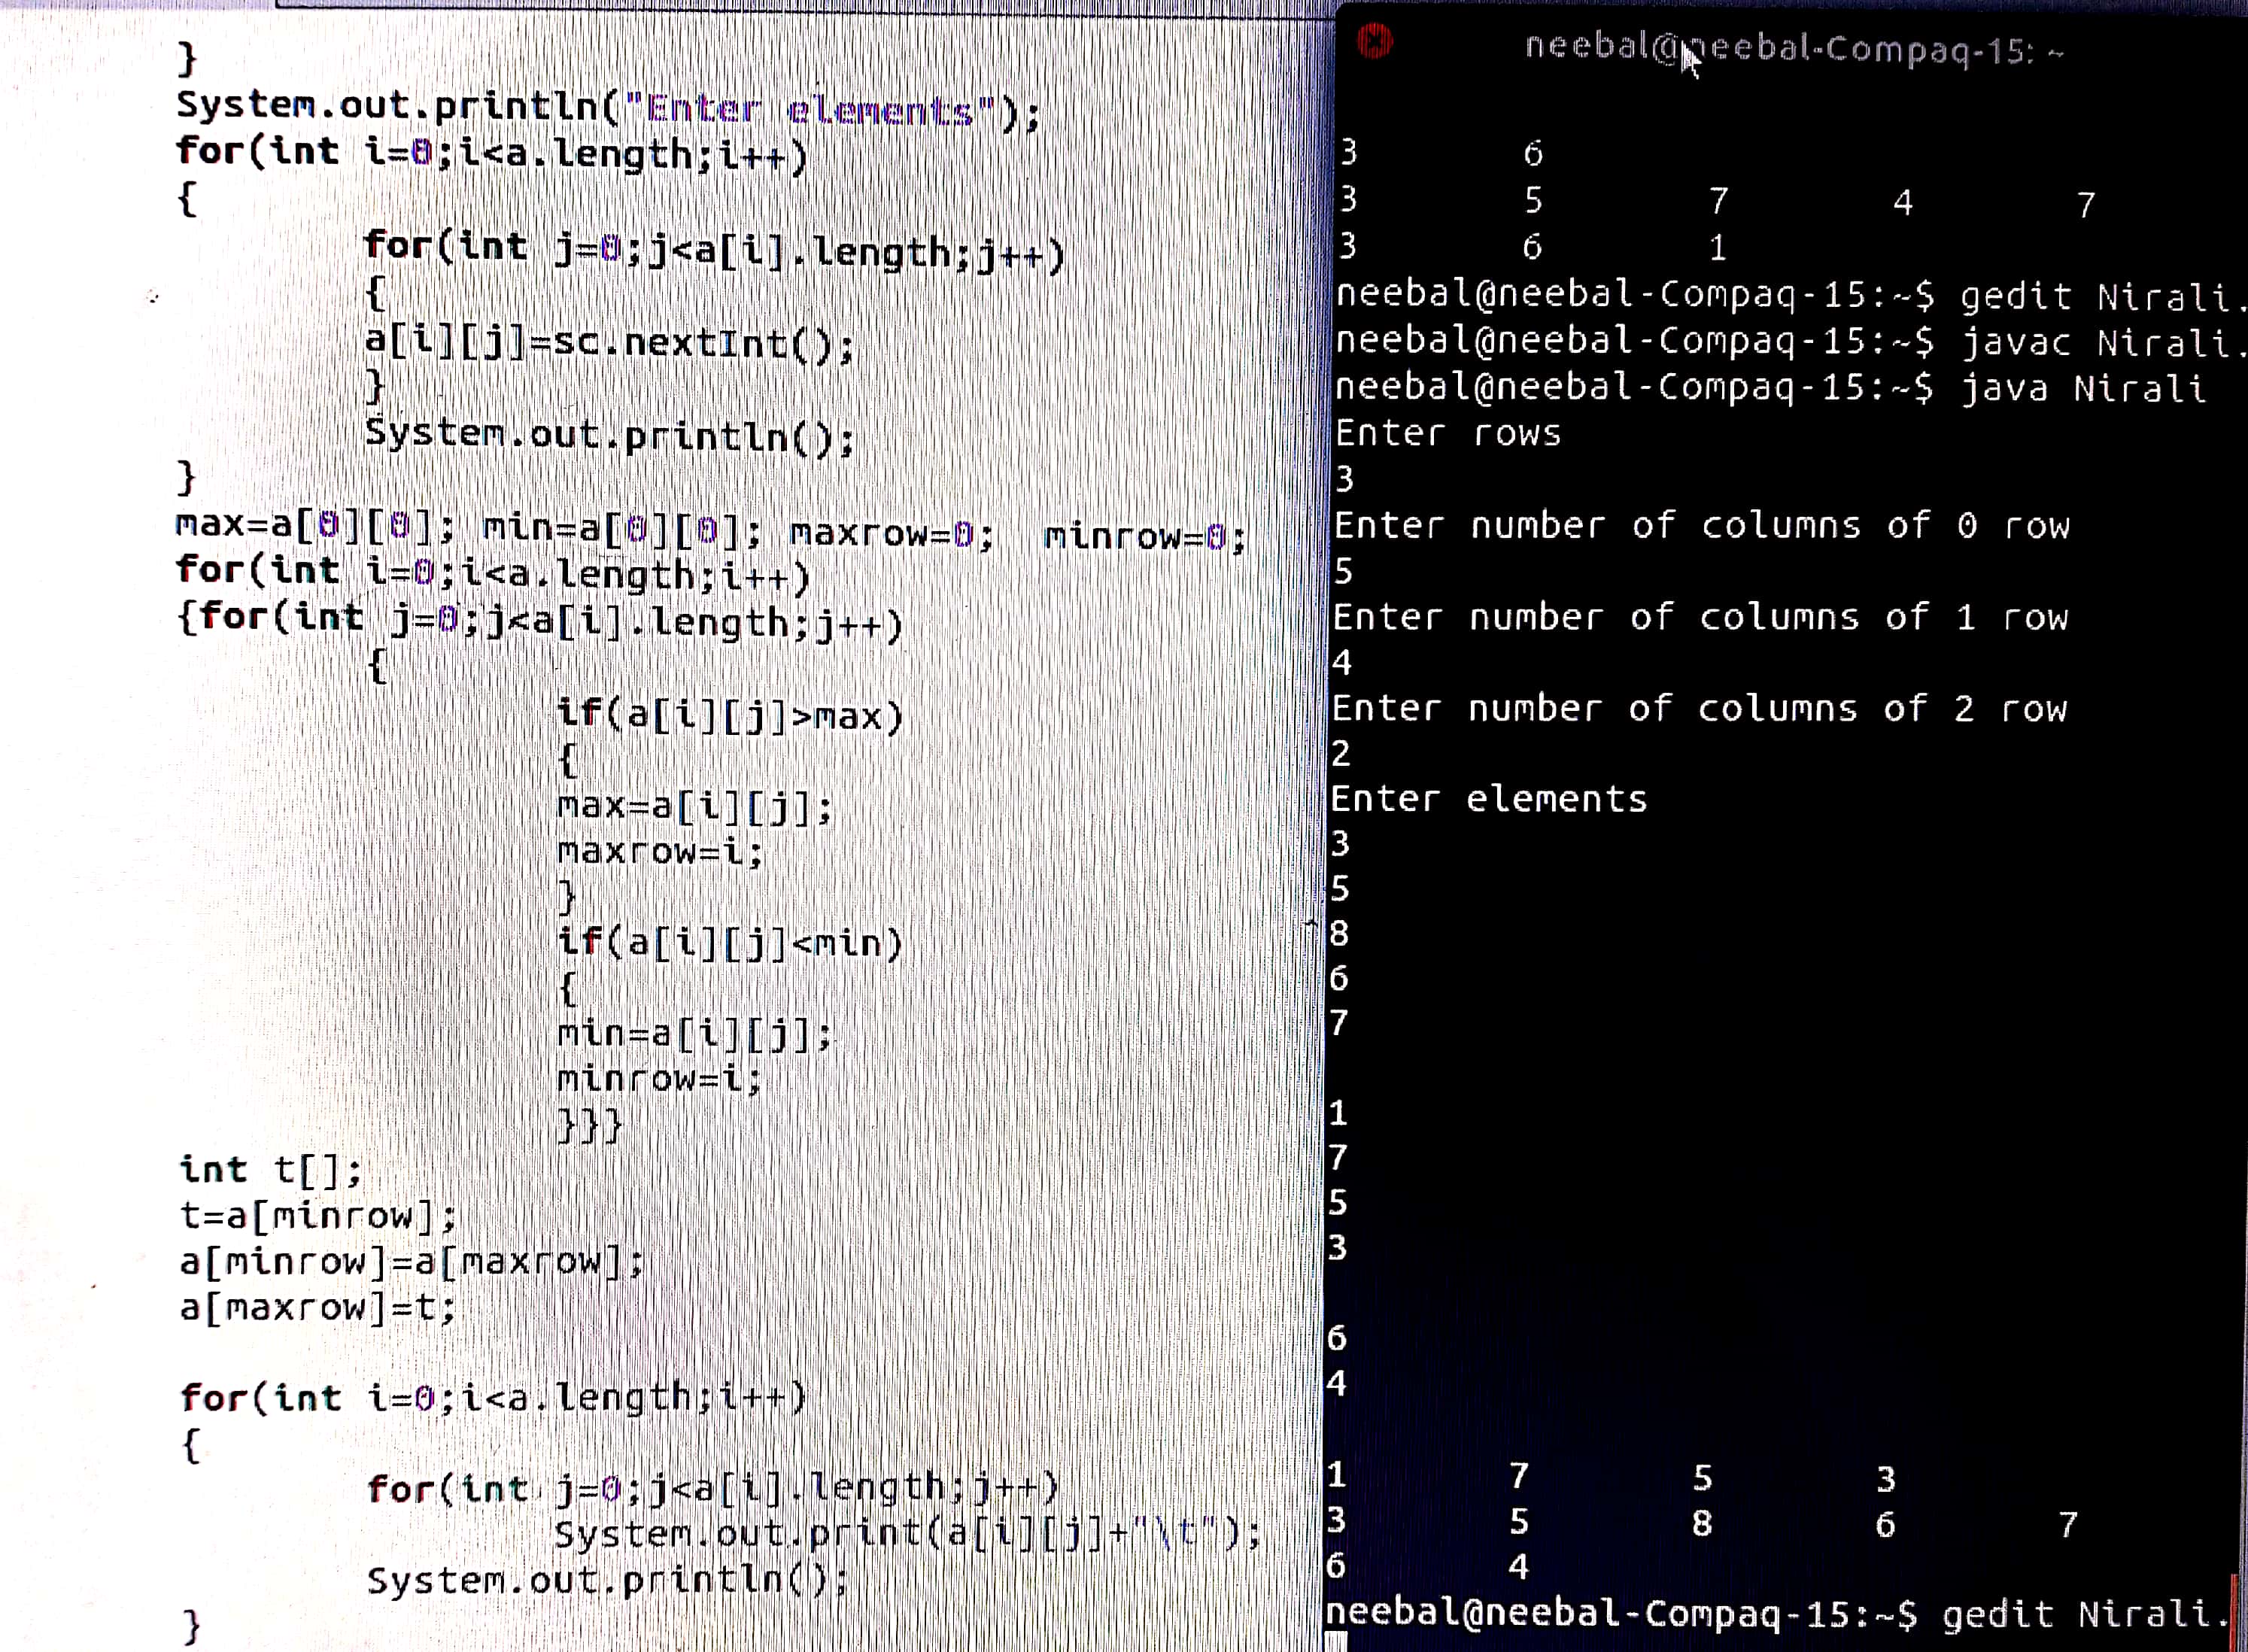 }
System.out.println("Enter elements");
for(int i=0;i<a.length;i++)
{
for(int j=0;j<a[i].length;j++)
{
a[i][j]=sc.nextInt();
}
System.out.println();
}
max=a[0][0]; min=a[0][0]; maxrow=0; minrow=0;
for(int i=0;i<a.length;i++)
{for(int j=0;j<a[i].length;j++)
{
if(a[i][j]>max)
{
max=a[i][j];
maxrow=i;
}
if(a[i][j]<min)
{
min=a[i][j];
minrow=i;
}}}
int t[];
t=a[minrow];
a[minrow]=a[maxrow];
a[maxrow]=t;
for(int i=0;i<a.length;i++)
{
for(int j=0;j<a[i].length;j++)
System.out.print(a[i][j]+"\t");
System.out.println();
}
neebal@neebal-Compaq-15: ~
3 6
3 5 7 4 7
3 6 1
neebal@neebal-Compaq-15:~$ gedit Nirali.
neebal@neebal-Compaq-15:~$ javac Nirali.
neebal@neebal-Compaq-15:~$ java Nirali
Enter rows
3
Enter number of columns of 0 row
5
Enter number of columns of 1 row
4
Enter number of columns of 2 row
2
Enter elements
3
5
8
6
7
1
7
5
3
6
4
1 7 5 3
3 5 8 6 7
6 4
neebal@neebal-Compaq-15:~$ gedit Nirali.